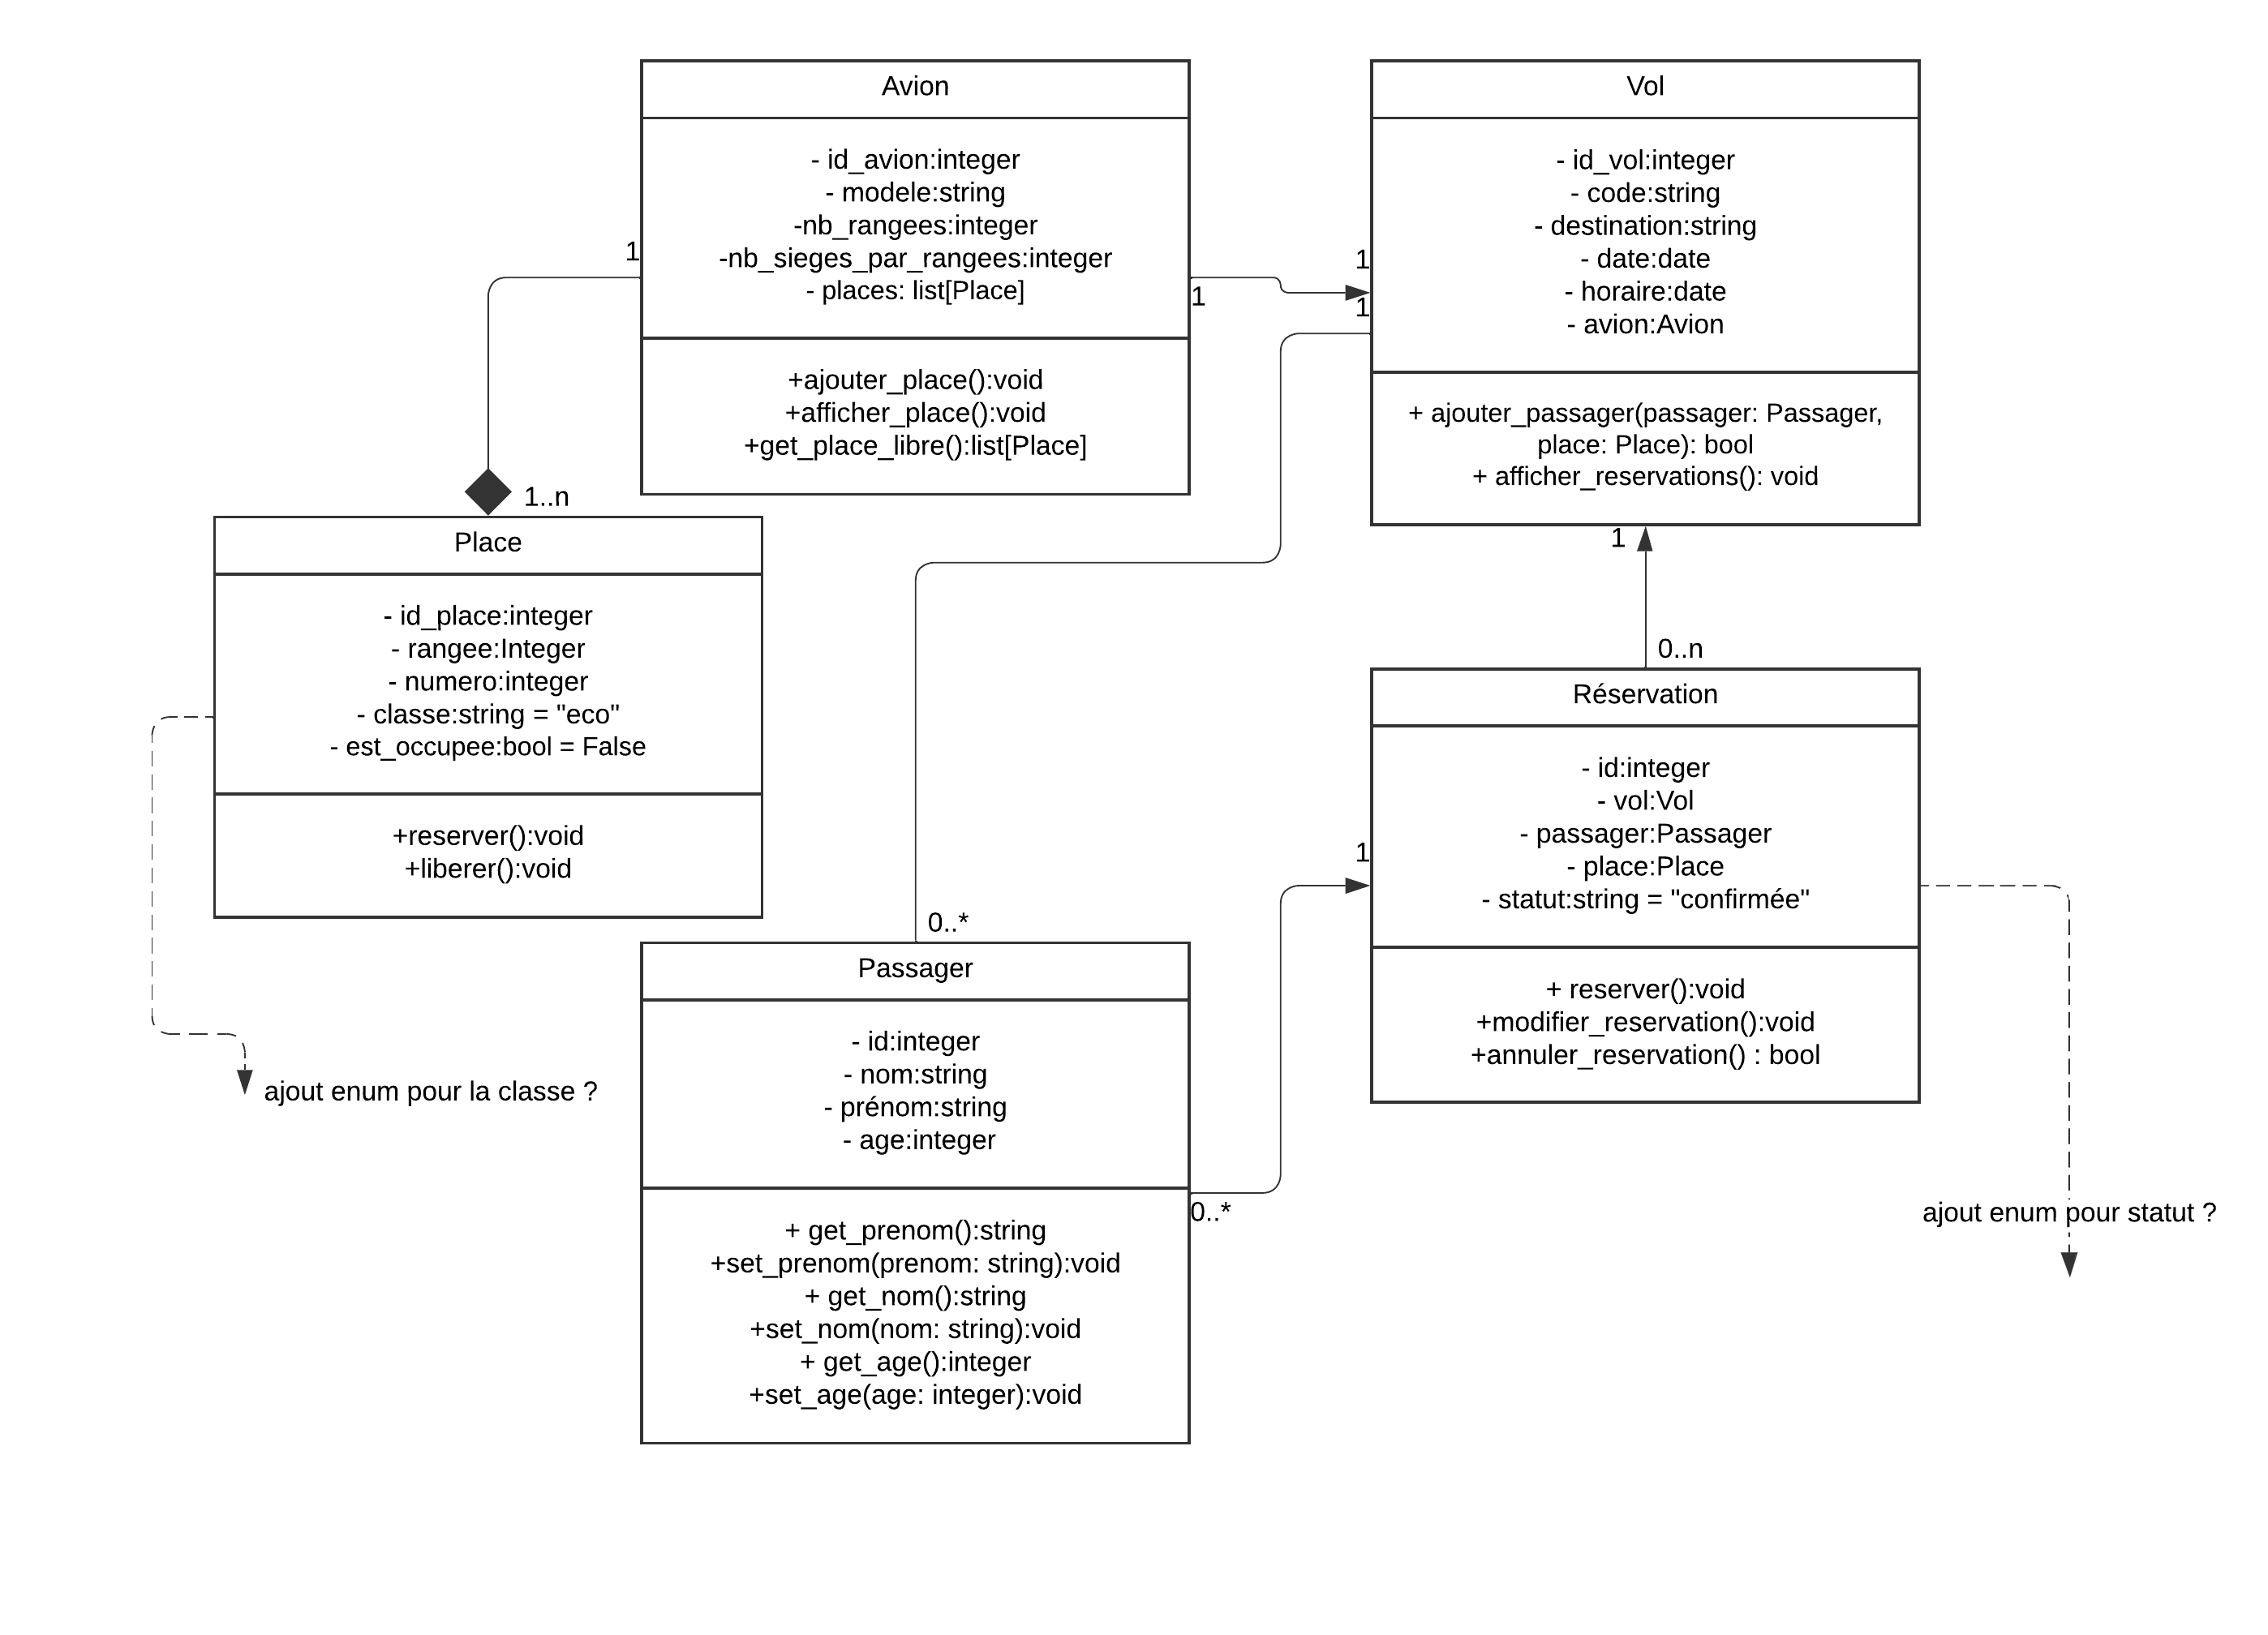 Avion
- id_avion:integer
- modele:string
-nb_rangees:integer
-nb_sieges_par_rangees:integer
- places: list[Place]
+ajouter_place():void
+afficher_place():void
+get_place_libre():list[Place]
1
1
Vol
- id_vol:integer
- code:string
- destination:string
- date:date
- horaire:date
- avion:Avion
+ ajouter_passager(passager: Passager,
place: Place): bool
+ afficher_reservations(): void
1
1
1
1..n
Place
- id_place:integer
- rangee:Integer
- numero:integer
- classe:string = "eco"
- est_occupee:bool = False
+reserver():void
+liberer():void
ajout enum pour la classe ?
0..n
Réservation
- id:integer
- vol:Vol
- passager:Passager
- place:Place
- statut:string = "confirmée"
+ reserver():void
+modifier_reservation():void
+annuler_reservation() : bool
1
ajout enum pour statut ?
0..*
Passager
- id:integer
- nom:string
- prénom:string
- age:integer
+ get_prenom():string
+set_prenom(prenom: string):void
+ get_nom():string
+set_nom(nom: string):void
+ get_age():integer
+set_age(age: integer):void
0..*